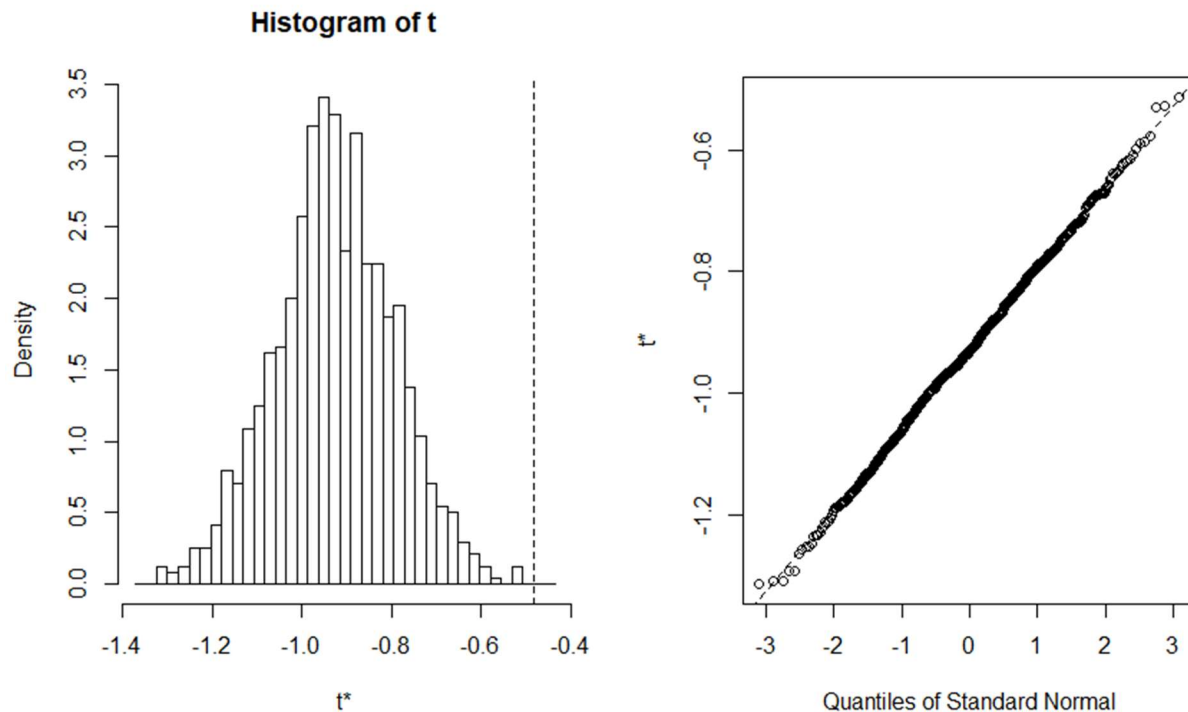 Histogram of t
Density
0.0 0.5 1.0 1.5 2.0 2.5 3.0 3.5
-1.4 -1.0 -0.8 -0.6 -0.4
t*
t*
-1.2 -1.0 -0.8 -0.6
-3 -2 -1 0 1 2 3
Quantiles of Standard Normal